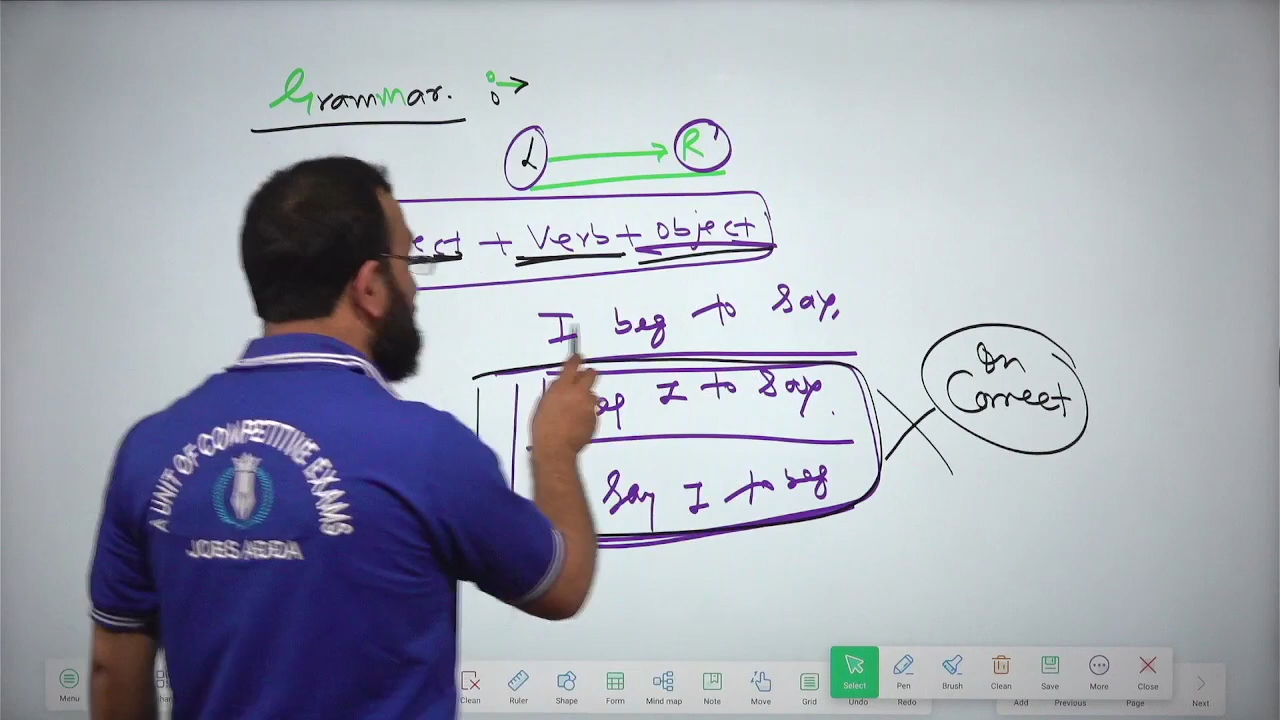 Grammar. :→
L → R
ect + Verb + object
I beg to say,
I to say.
say I to beg
In
Correct
A UNIT OF COMPETITIVE EXAMS
JOBS ADDA
Menu Clean Ruler Shape Form Mind map Note Move Grid Select Pen Brush Clean Save More Close
Undo Redo Add Previous Page Next